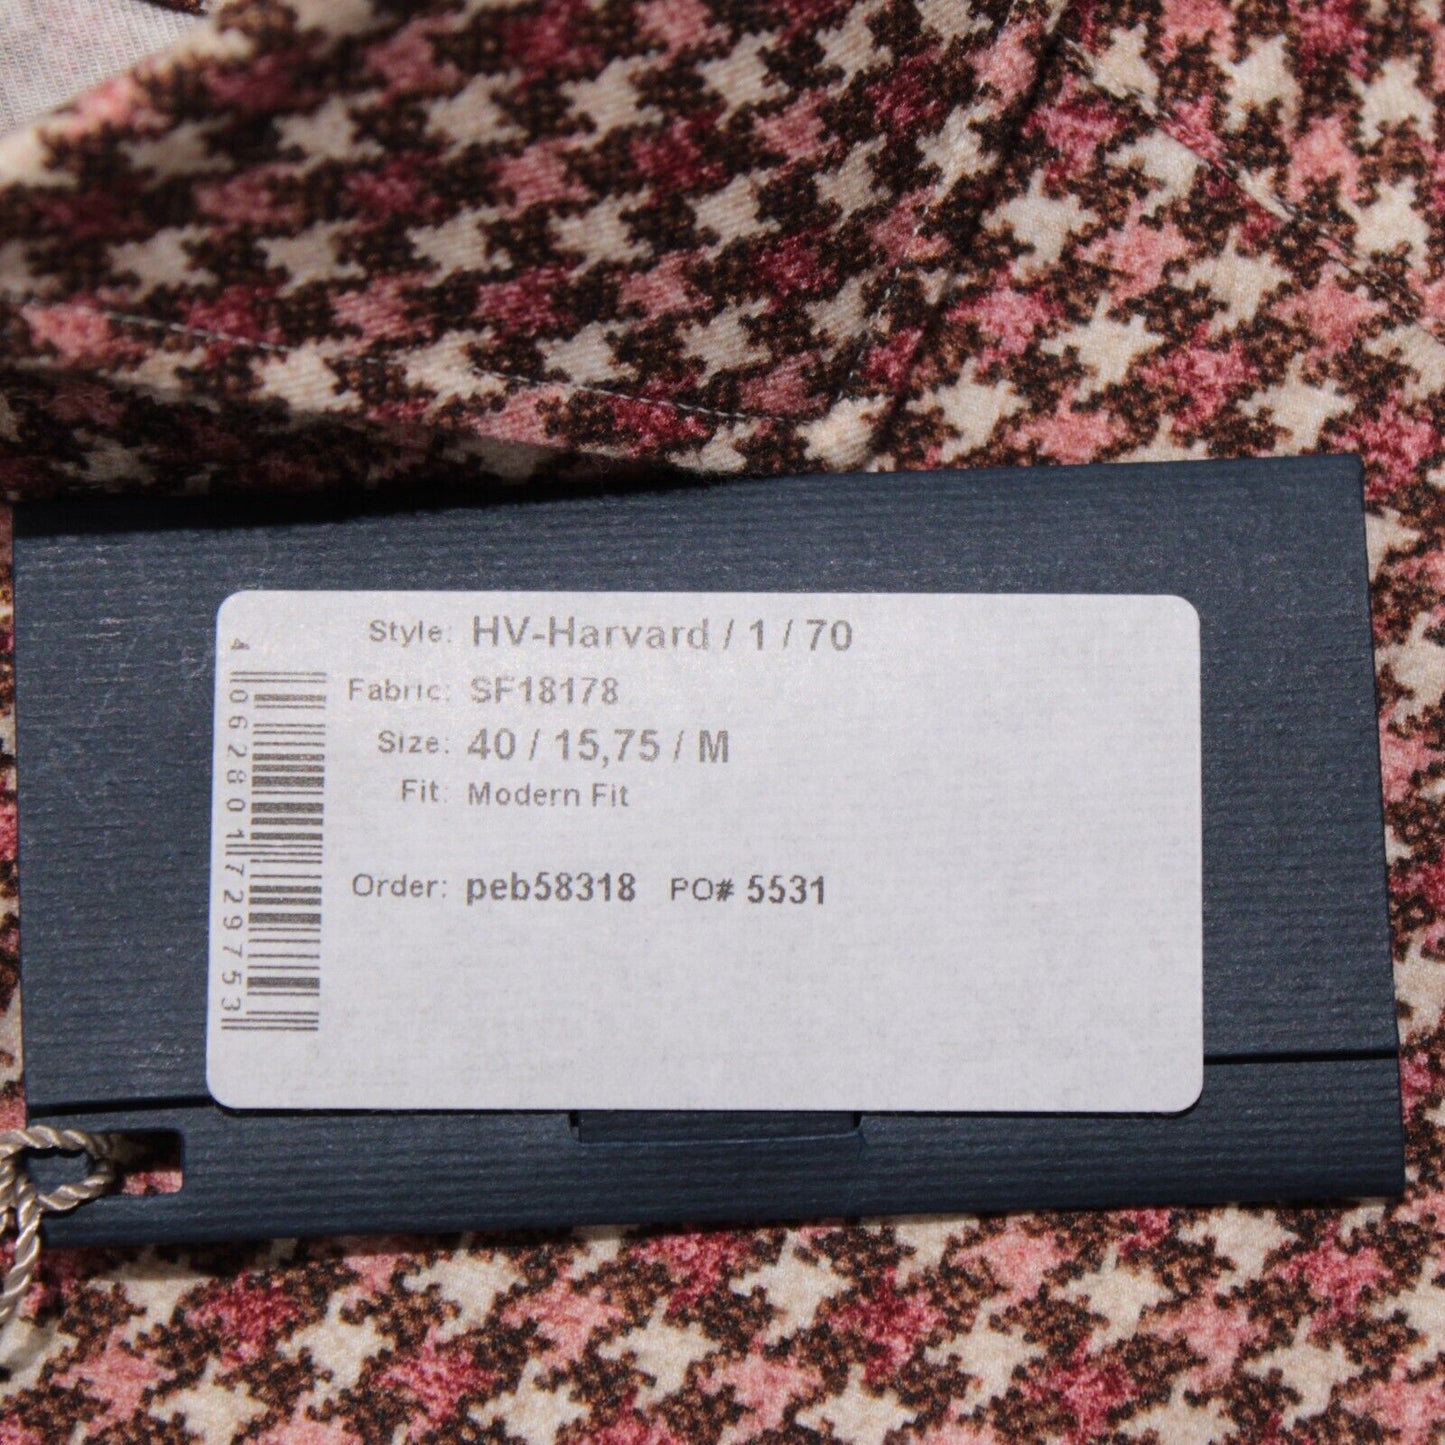 Style: HV-Harvard / 1 / 70
Fabric: SF18178
Size: 40 / 15,75 / M
Fit: Modern Fit
Order: peb58318 PO# 5531
4 062801 729753